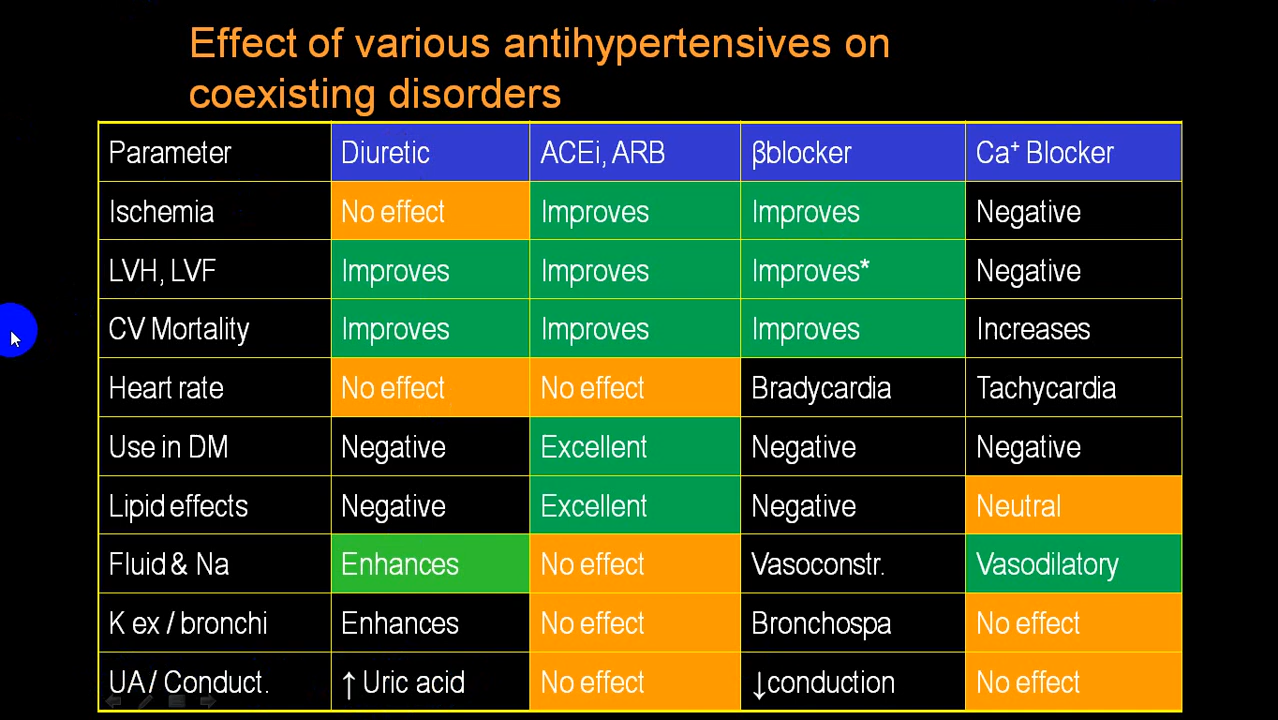 Effect of various antihypertensives on
coexisting disorders
Parameter Diuretic ACEi, ARB βblocker Ca⁺ Blocker
Ischemia No effect Improves Improves Negative
LVH, LVF Improves Improves Improves* Negative
CV Mortality Improves Improves Improves Increases
Heart rate No effect No effect Bradycardia Tachycardia
Use in DM Negative Excellent Negative Negative
Lipid effects Negative Excellent Negative Neutral
Fluid & Na Enhances No effect Vasoconstr. Vasodilatory
K ex / bronchi Enhances No effect Bronchospa No effect
UA / Conduct. ↑ Uric acid No effect ↓conduction No effect